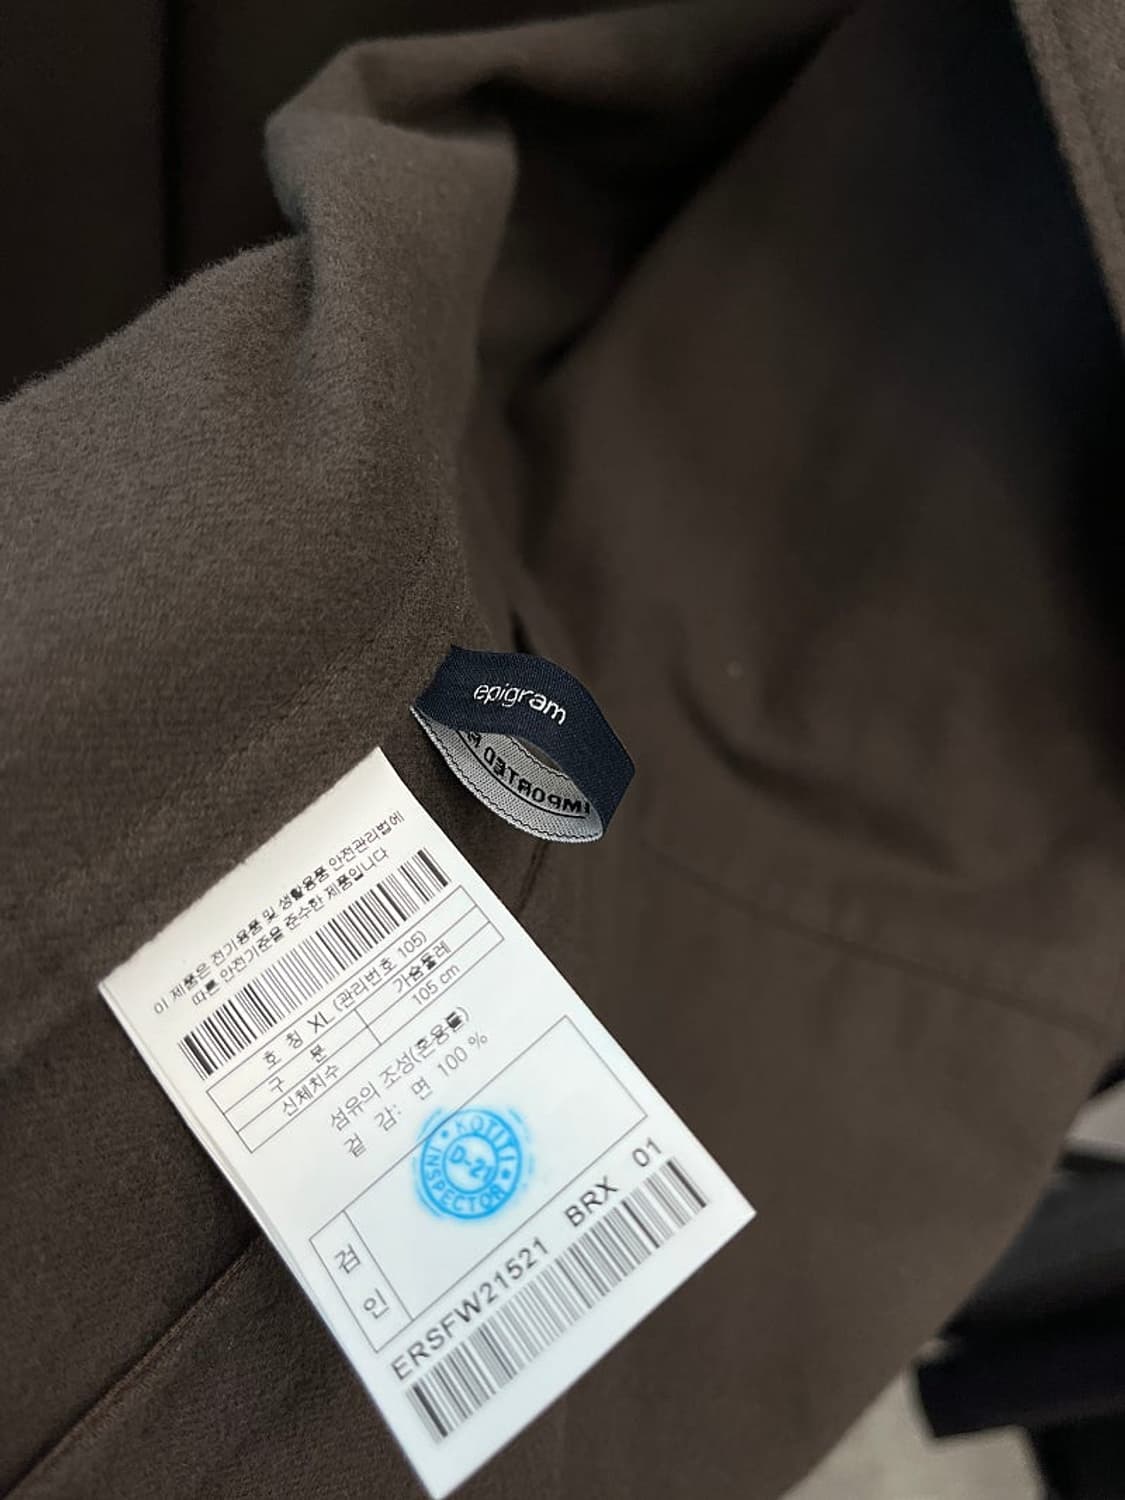 epigram
IMPORTED
이 제품은 전기용품 및 생활용품 안전관리법에
따른 안전기준을 준수한 제품입니다
호 칭 XL (관리번호 105)
구 분 가슴둘레
신체치수 105 cm
섬유의 조성(혼용률)
겉 감: 면 100 %
KOTITI
INSPECTOR
검
인
ERSFW21521 BRX 01